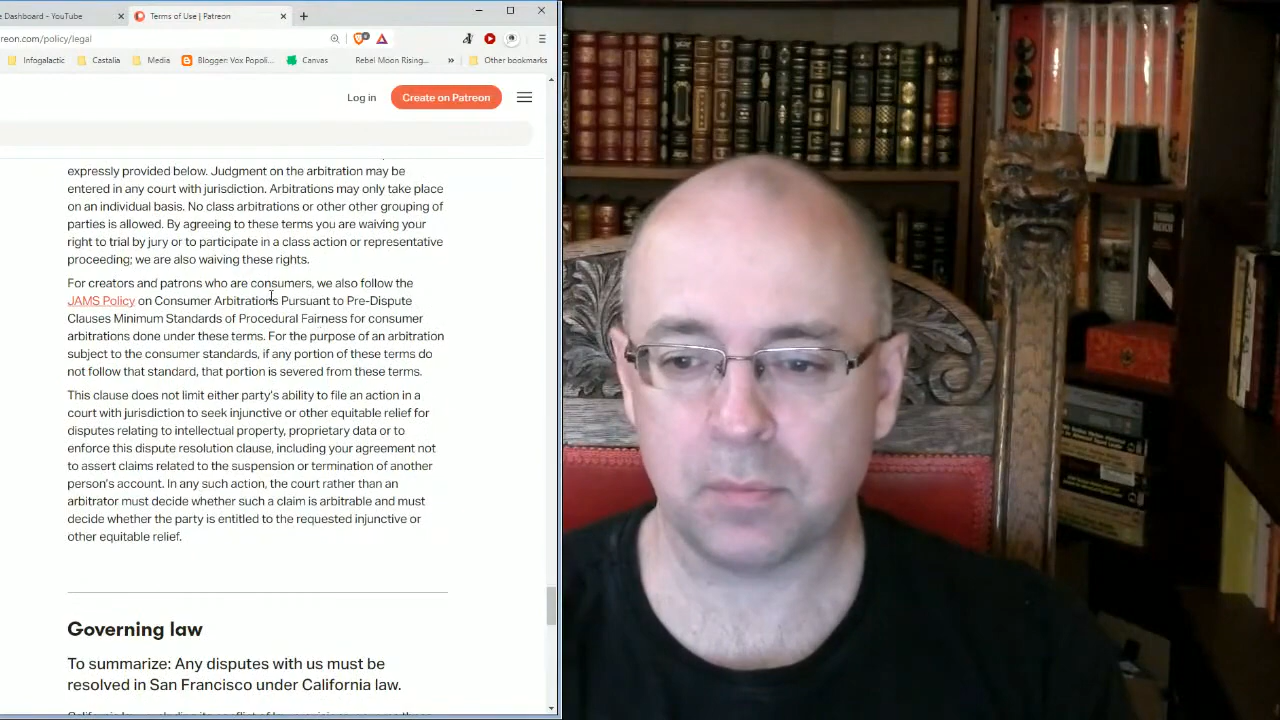 e Dashboard - YouTube
Terms of Use | Patreon
reon.com/policy/legal
Infogalactic
Castalia
Media
Blogger: Vox Popoli...
Canvas
Rebel Moon Rising...
Other bookmarks
Log in
Create on Patreon
expressly provided below. Judgment on the arbitration may be
entered in any court with jurisdiction. Arbitrations may only take place
on an individual basis. No class arbitrations or other other grouping of
parties is allowed. By agreeing to these terms you are waiving your
right to trial by jury or to participate in a class action or representative
proceeding; we are also waiving these rights.
For creators and patrons who are consumers, we also follow the
JAMS Policy on Consumer Arbitrations Pursuant to Pre-Dispute
Clauses Minimum Standards of Procedural Fairness for consumer
arbitrations done under these terms. For the purpose of an arbitration
subject to the consumer standards, if any portion of these terms do
not follow that standard, that portion is severed from these terms.
This clause does not limit either party's ability to file an action in a
court with jurisdiction to seek injunctive or other equitable relief for
disputes relating to intellectual property, proprietary data or to
enforce this dispute resolution clause, including your agreement not
to assert claims related to the suspension or termination of another
person's account. In any such action, the court rather than an
arbitrator must decide whether such a claim is arbitrable and must
decide whether the party is entitled to the requested injunctive or
other equitable relief.
Governing law
To summarize: Any disputes with us must be
resolved in San Francisco under California law.